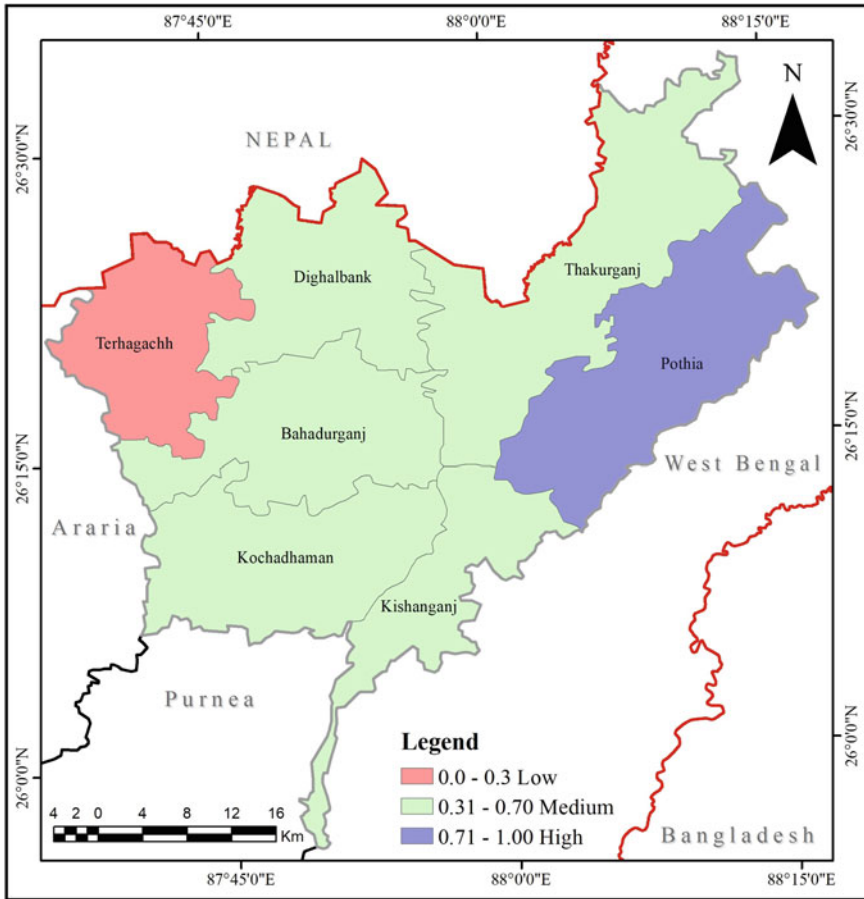 87°45'0"E 88°0'0"E 88°15'0"E
N
26°30'0"N
26°30'0"N
NEPAL
Thakurganj
Dighalbank
Terhagachh
Pothia
Bahadurganj
26°15'0"N
26°15'0"N
West Bengal
Araria
Kochadhaman
Kishanganj
Purnea
26°0'0"N
26°0'0"N
Legend
0.0 - 0.3 Low
0.31 - 0.70 Medium
0.71 - 1.00 High
4 2 0 4 8 12 16
Km
Bangladesh
87°45'0"E 88°0'0"E 88°15'0"E